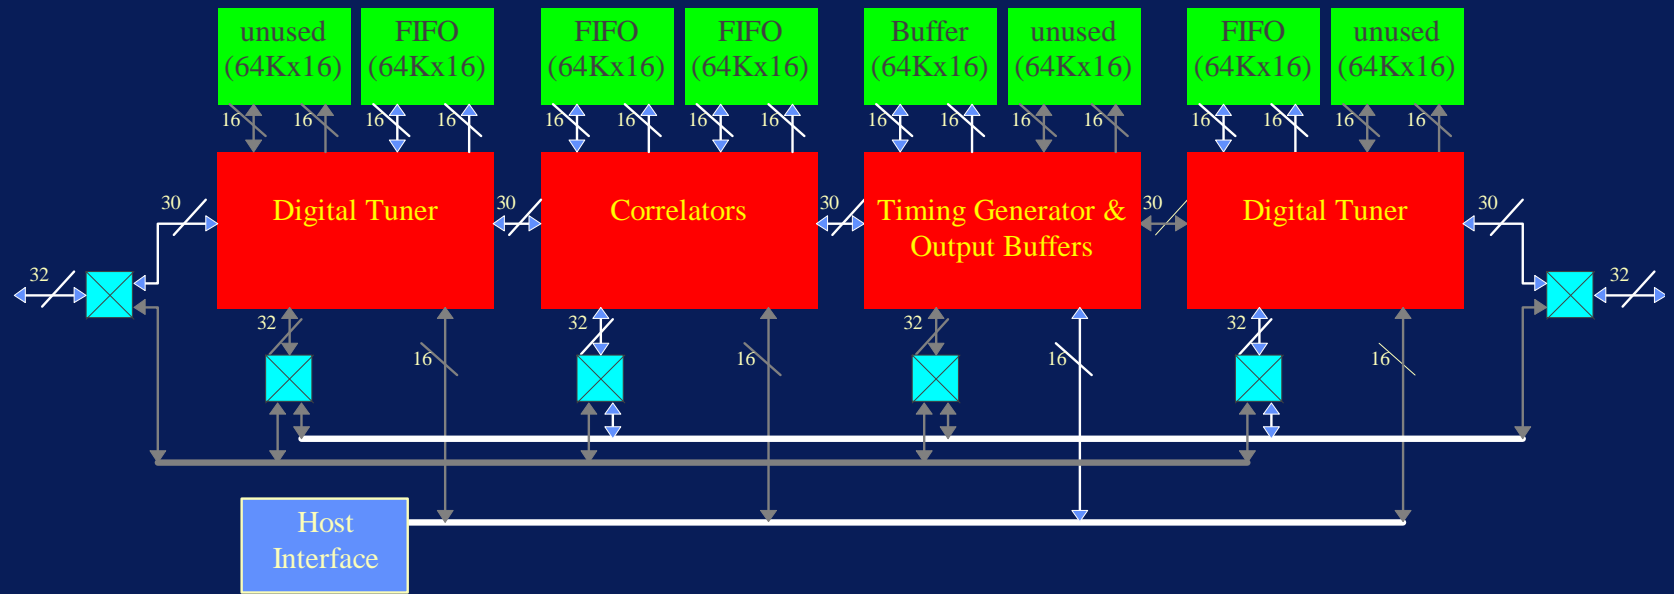 unused
(64Kx16)
FIFO
(64Kx16)
FIFO
(64Kx16)
FIFO
(64Kx16)
Buffer
(64Kx16)
unused
(64Kx16)
FIFO
(64Kx16)
unused
(64Kx16)
16 16 16 16 16 16 16 16 16 16 16 16 16 16 16 16
30 Digital Tuner 30 Correlators 30 Timing Generator & 30 Digital Tuner 30
Output Buffers
32 32
32 32 32 32
16 16 16 16
Host
Interface